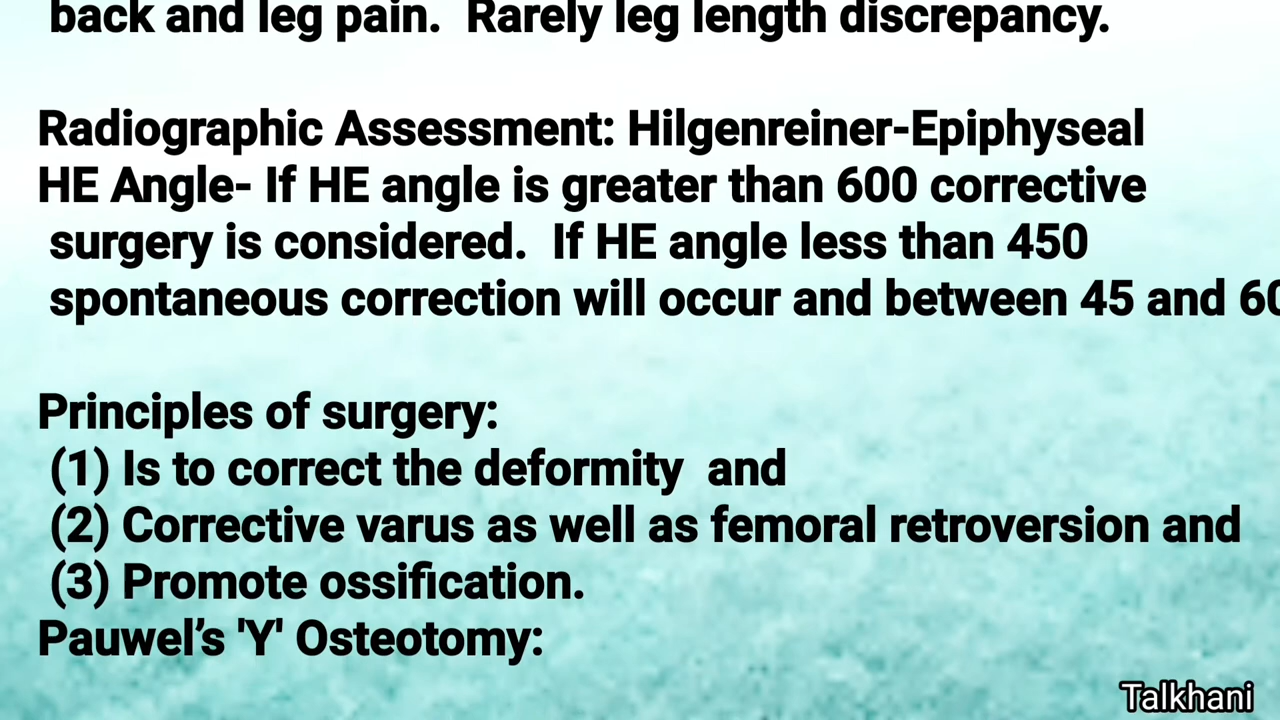 back and leg pain.  Rarely leg length discrepancy.
Radiographic Assessment: Hilgenreiner-Epiphyseal
HE Angle- If HE angle is greater than 600 corrective
surgery is considered.  If HE angle less than 450
spontaneous correction will occur and between 45 and 60
Principles of surgery:
(1) Is to correct the deformity  and
(2) Corrective varus as well as femoral retroversion and
(3) Promote ossification.
Pauwel’s 'Y' Osteotomy:
Talkhani